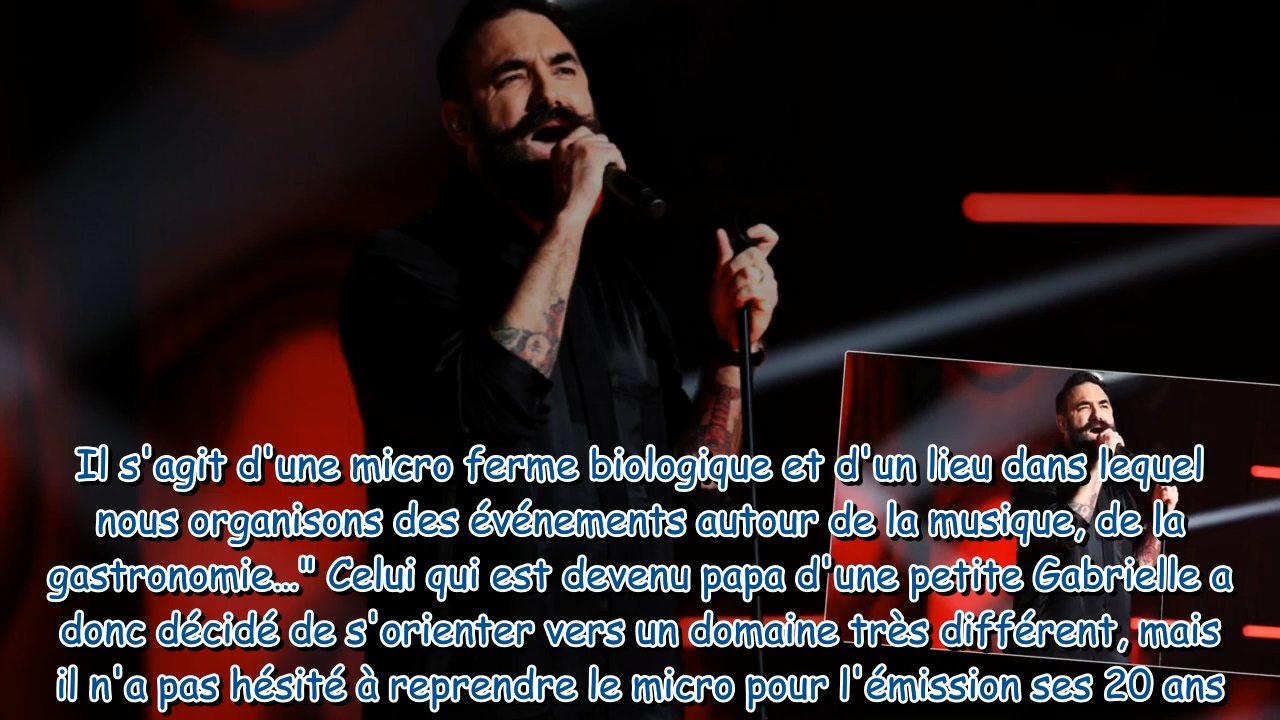 Il s'agit d'une micro ferme biologique et d'un lieu dans lequel
nous organisons des événements autour de la musique, de la
gastronomie..." Celui qui est devenu papa d'une petite Gabrielle a
donc décidé de s'orienter vers un domaine très différent, mais
il n'a pas hésité à reprendre le micro pour l'émission ses 20 ans